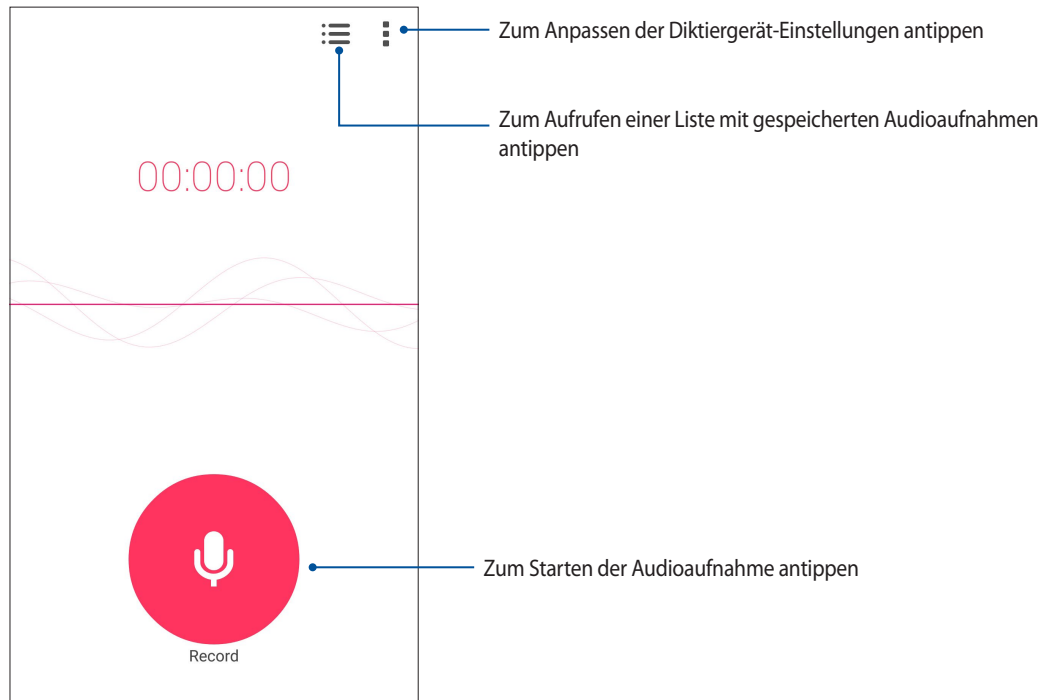 Zum Anpassen der Diktiergerät-Einstellungen antippen
Zum Aufrufen einer Liste mit gespeicherten Audioaufnahmen
antippen
00:00:00
Zum Starten der Audioaufnahme antippen
Record